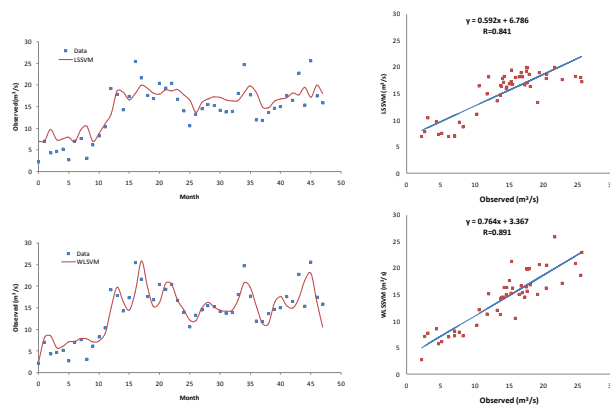 30
25
20
15
10
5
0
Observed(m³/s)
Data
LSSVM
0 5 10 15 20 25 30 35 40 45 50
Month
y = 0.592x + 6.786
R=0.841
30
25
20
15
10
5
0
LSSVM (m³/s)
0 5 10 15 20 25 30
Observed (m³/s)
30
25
20
15
10
5
0
Observed (m³/s)
Data
WLSVM
0 5 10 15 20 25 30 35 40 45 50
Month
y = 0.764x + 3.367
R=0.891
30
25
20
15
10
5
0
WLSSVM (m³/s)
0 5 10 15 20 25
Observed (m³/s)